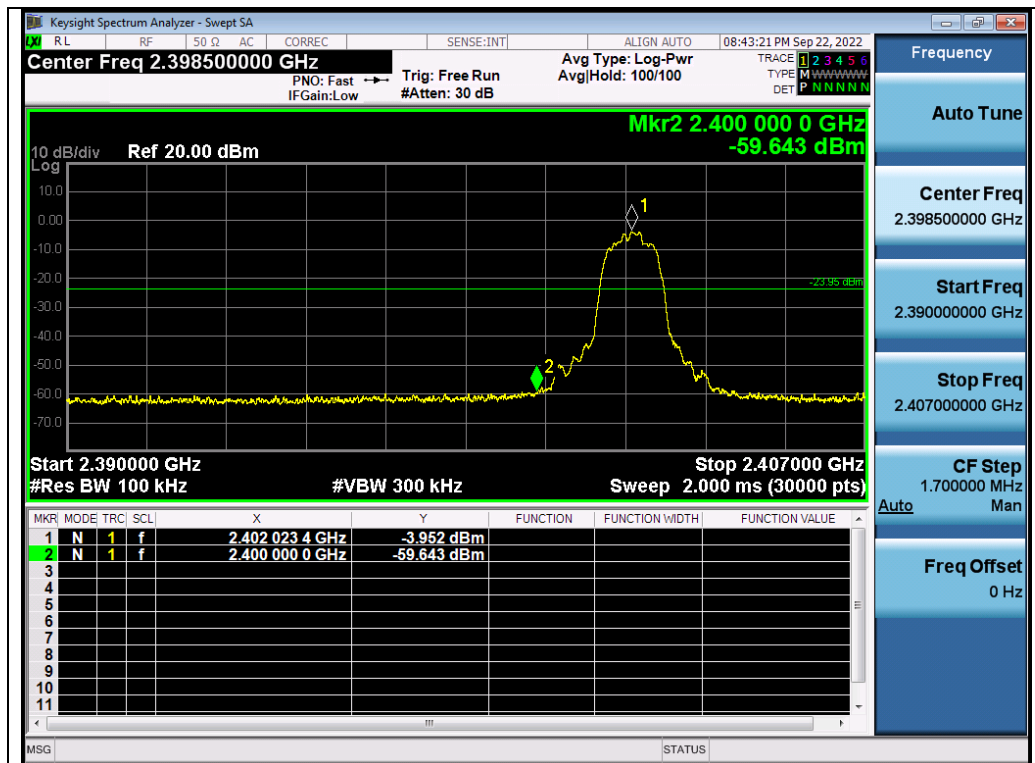 Keysight Spectrum Analyzer - Swept SA
LXI RL RF 50 Ω AC CORREC SENSE:INT ALIGN AUTO 08:43:21 PM Sep 22, 2022
Center Freq 2.398500000 GHz
PNO: Fast
IFGain:Low
Trig: Free Run
#Atten: 30 dB
Avg Type: Log-Pwr
Avg|Hold: 100/100
TRACE 1 2 3 4 5 6
TYPE M WWWWW
DET P N N N N N
Mkr2 2.400 000 0 GHz
-59.643 dBm
10 dB/div Ref 20.00 dBm
Log
10.0
0.00
-10.0
-20.0
-30.0
-40.0
-50.0
-60.0
-70.0
1
-23.95 dBm
2
Start 2.390000 GHz Stop 2.407000 GHz
#Res BW 100 kHz #VBW 300 kHz Sweep 2.000 ms (30000 pts)
MKR MODE TRC SCL X Y FUNCTION FUNCTION WIDTH FUNCTION VALUE
1 N 1 f 2.402 023 4 GHz -3.952 dBm
2 N 1 f 2.400 000 0 GHz -59.643 dBm
3
4
5
6
7
8
9
10
11
MSG STATUS
Frequency
Auto Tune
Center Freq
2.398500000 GHz
Start Freq
2.390000000 GHz
Stop Freq
2.407000000 GHz
CF Step
1.700000 MHz
Auto Man
Freq Offset
0 Hz